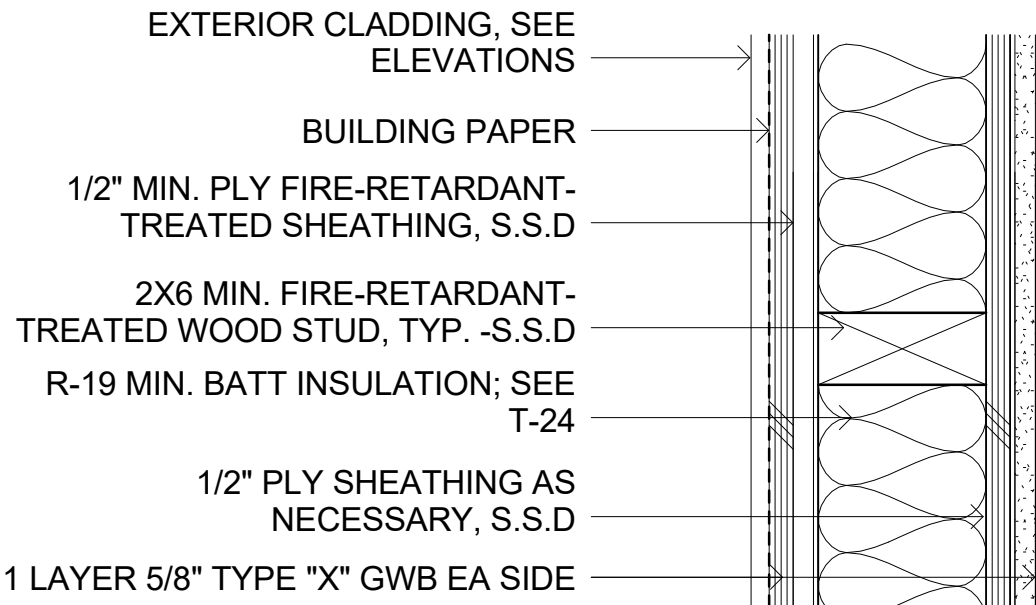 EXTERIOR CLADDING, SEE
ELEVATIONS
BUILDING PAPER
1/2" MIN. PLY FIRE-RETARDANT-
TREATED SHEATHING, S.S.D
2X6 MIN. FIRE-RETARDANT-
TREATED WOOD STUD, TYP. -S.S.D
R-19 MIN. BATT INSULATION; SEE
T-24
1/2" PLY SHEATHING AS
NECESSARY, S.S.D
1 LAYER 5/8" TYPE "X" GWB EA SIDE